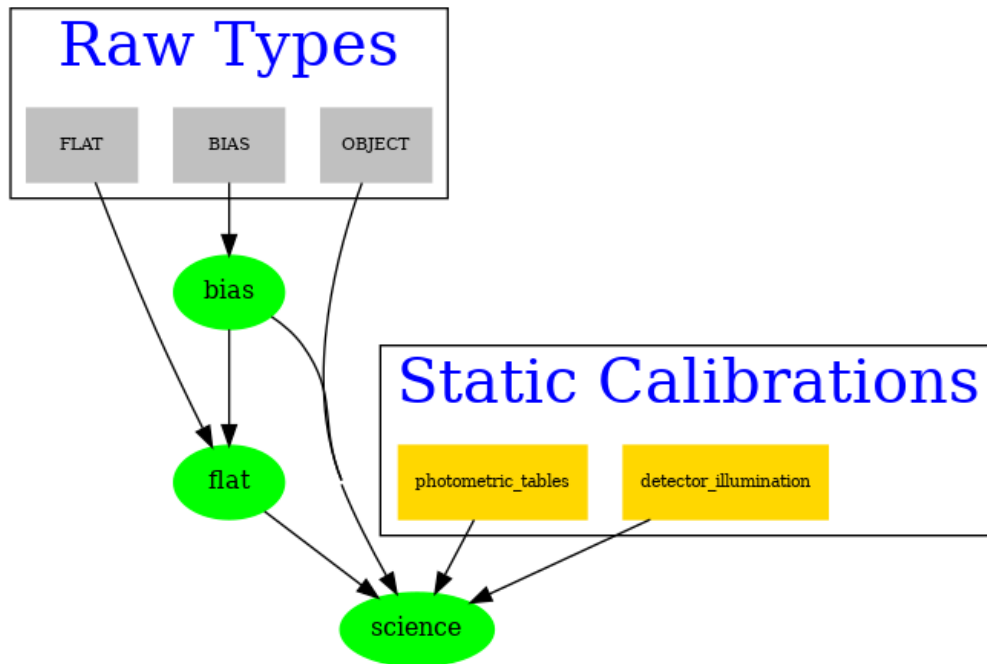 Raw Types
FLAT BIAS OBJECT
bias
Static Calibrations
flat photometric_tables detector_illumination
science